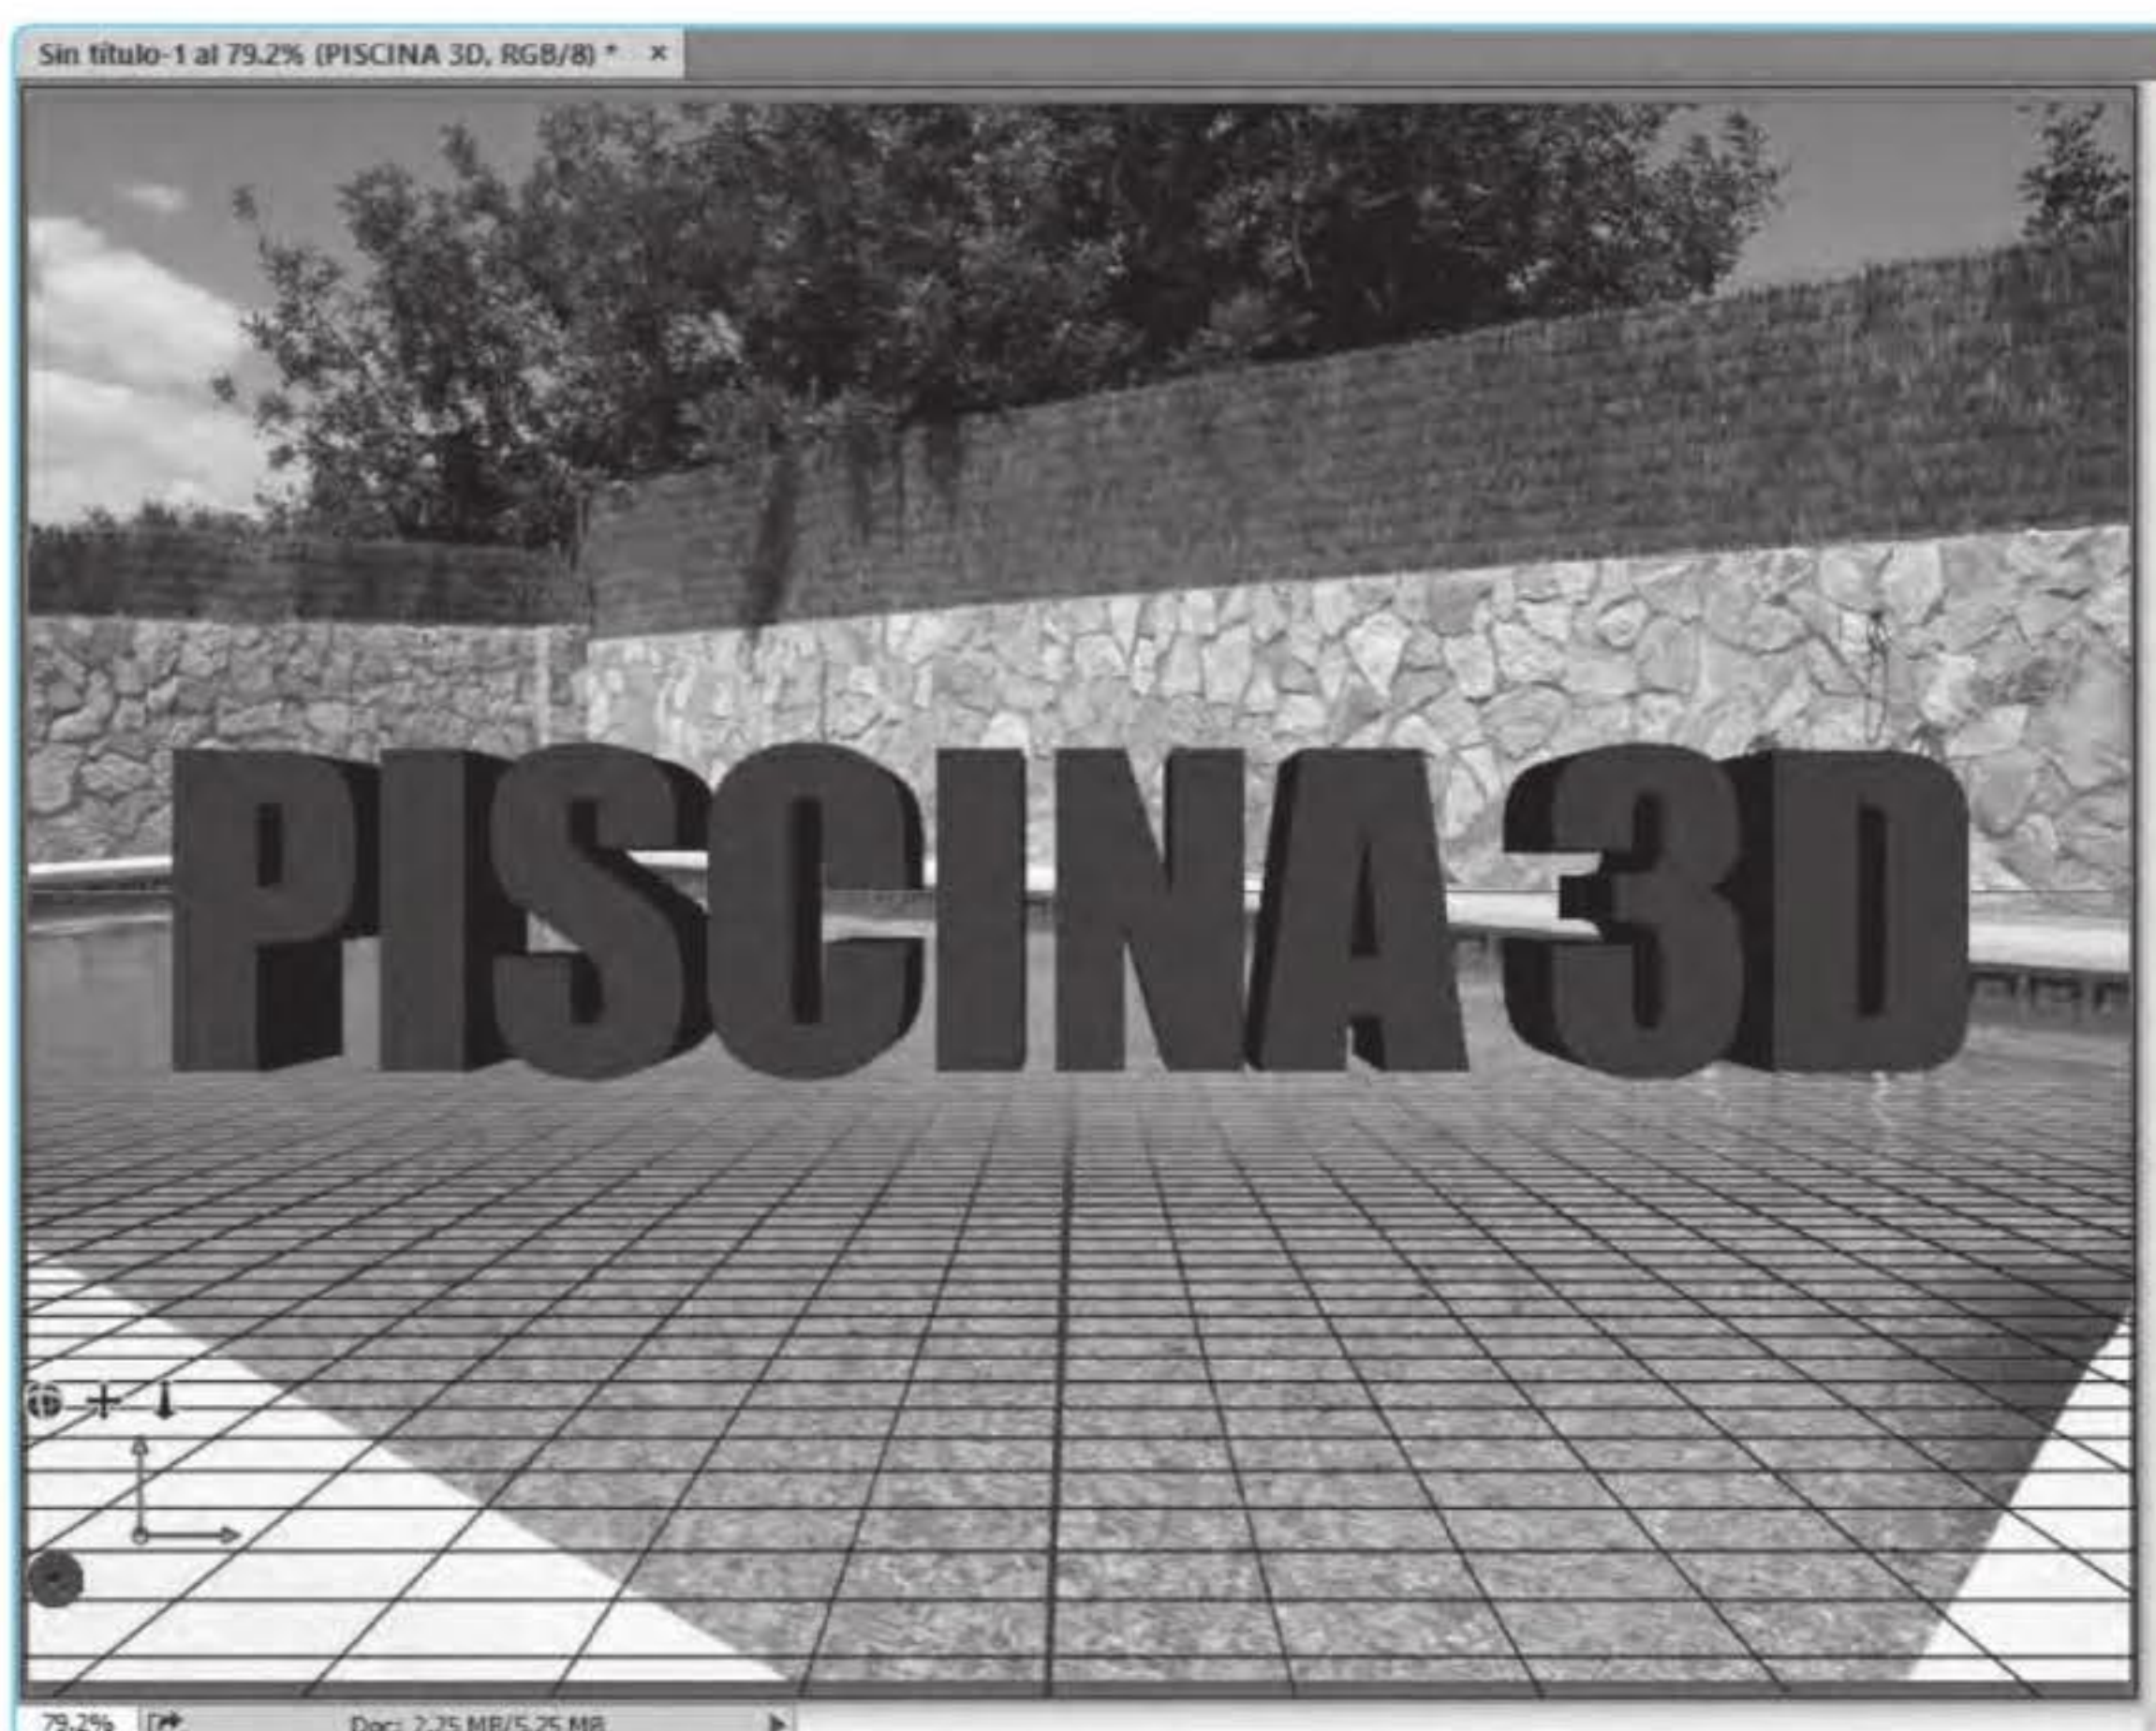 Sin título-1 al 79.2% (PISCINA 3D, RGB/8) * ×
PISCINA 3D
79.2% Doc: 2.25 MB/5.25 MB